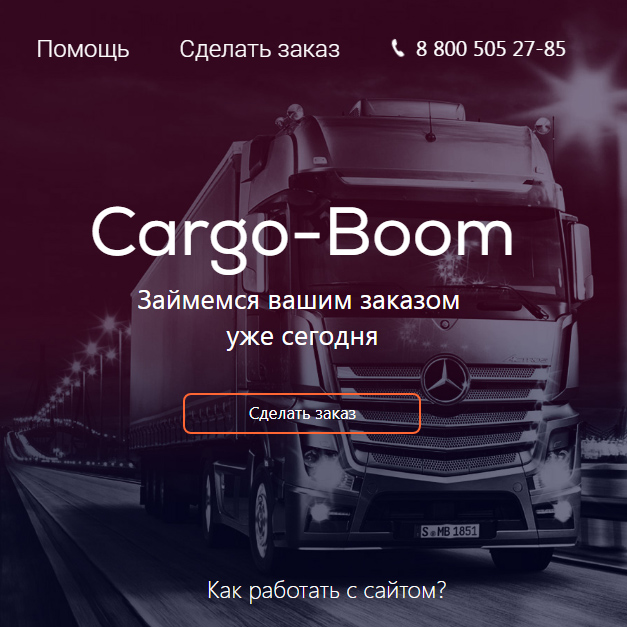 Помощь Сделать заказ 8 800 505 27-85
Cargo-Boom
Займемся вашим заказом
уже сегодня
Сделать заказ
S MB 1851
Как работать с сайтом?